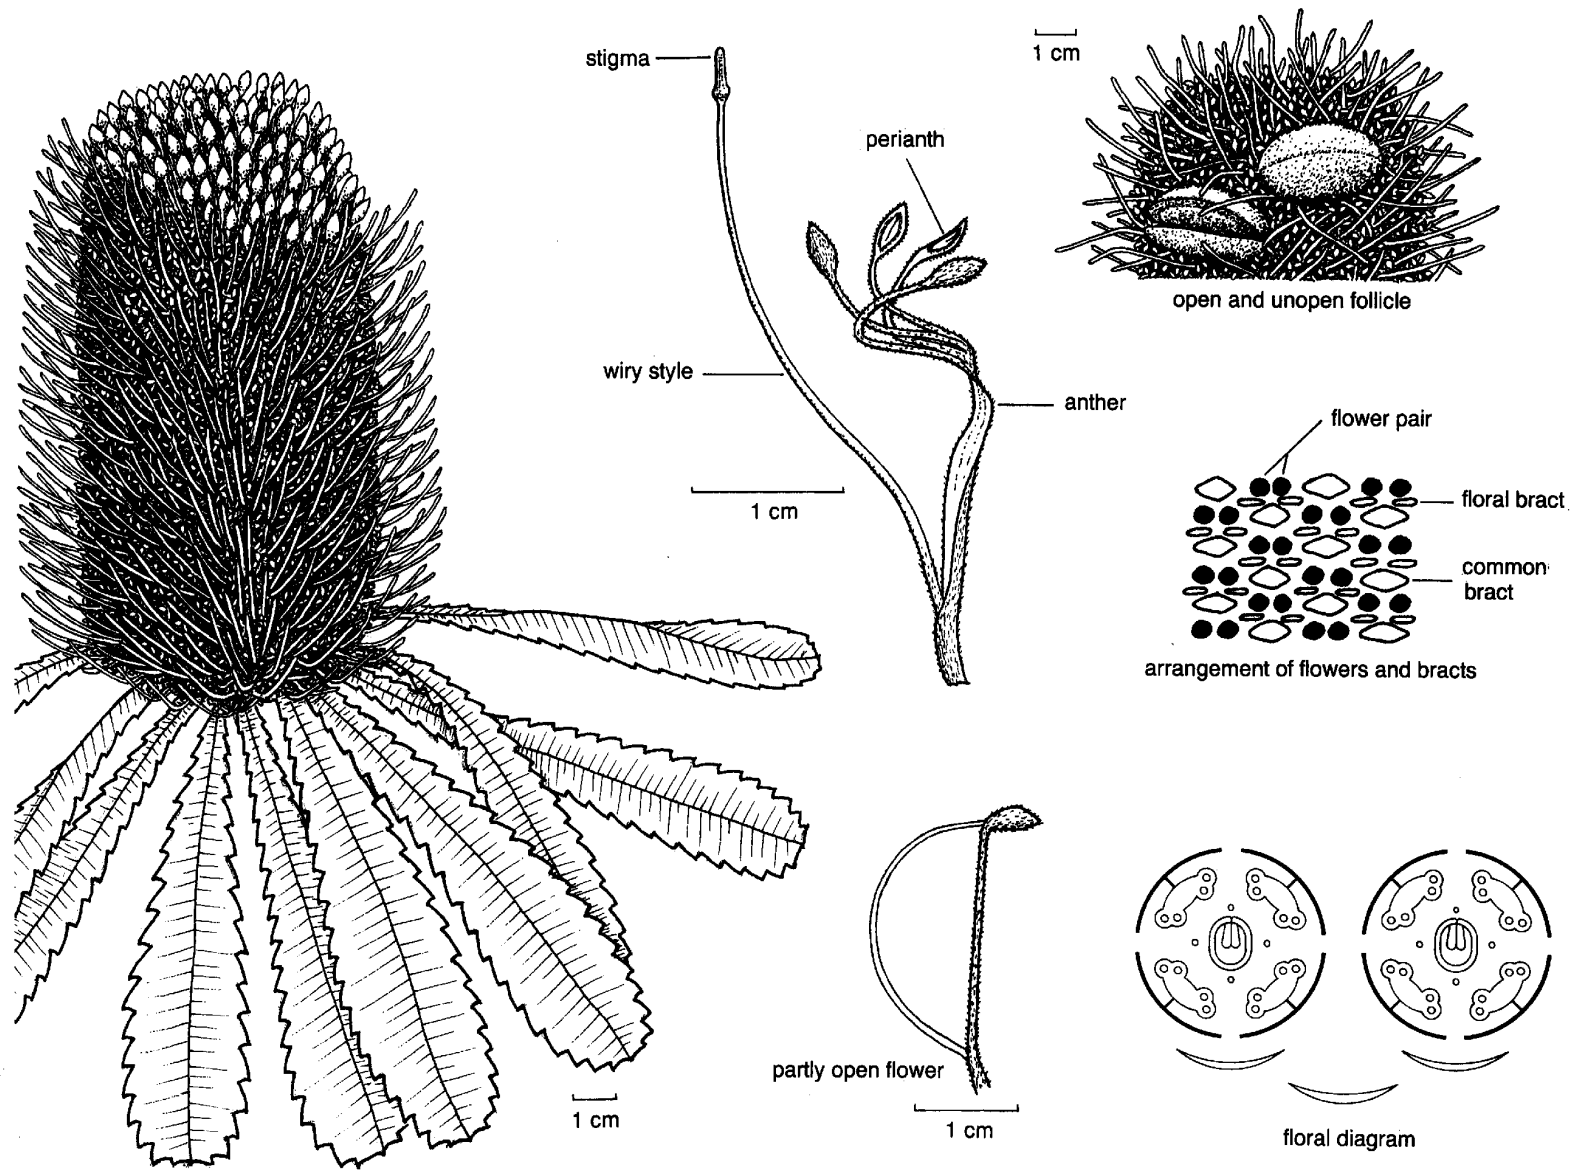 stigma
1 cm
perianth
open and unopen follicle
wiry style
anther
1 cm
flower pair
floral bract
common
bract
arrangement of flowers and bracts
partly open flower
1 cm
1 cm
floral diagram